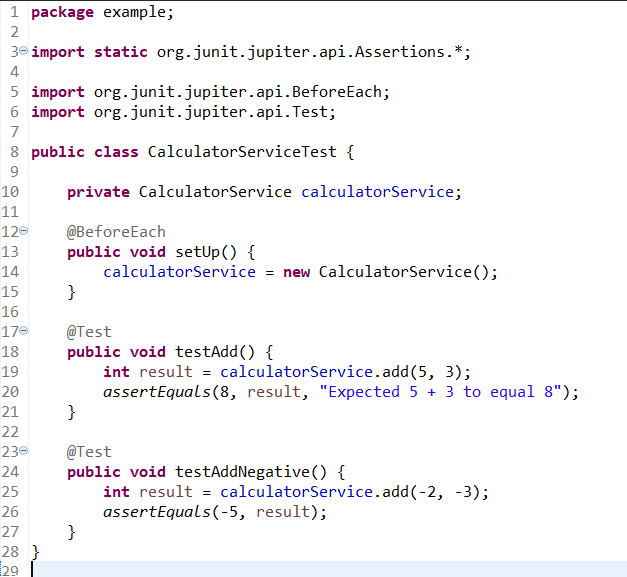 1 package example;
2
3 import static org.junit.jupiter.api.Assertions.*;
4
5 import org.junit.jupiter.api.BeforeEach;
6 import org.junit.jupiter.api.Test;
7
8 public class CalculatorServiceTest {
9
10     private CalculatorService calculatorService;
11
12     @BeforeEach
13     public void setUp() {
14         calculatorService = new CalculatorService();
15     }
16
17     @Test
18     public void testAdd() {
19         int result = calculatorService.add(5, 3);
20         assertEquals(8, result, "Expected 5 + 3 to equal 8");
21     }
22
23     @Test
24     public void testAddNegative() {
25         int result = calculatorService.add(-2, -3);
26         assertEquals(-5, result);
27     }
28 }
29